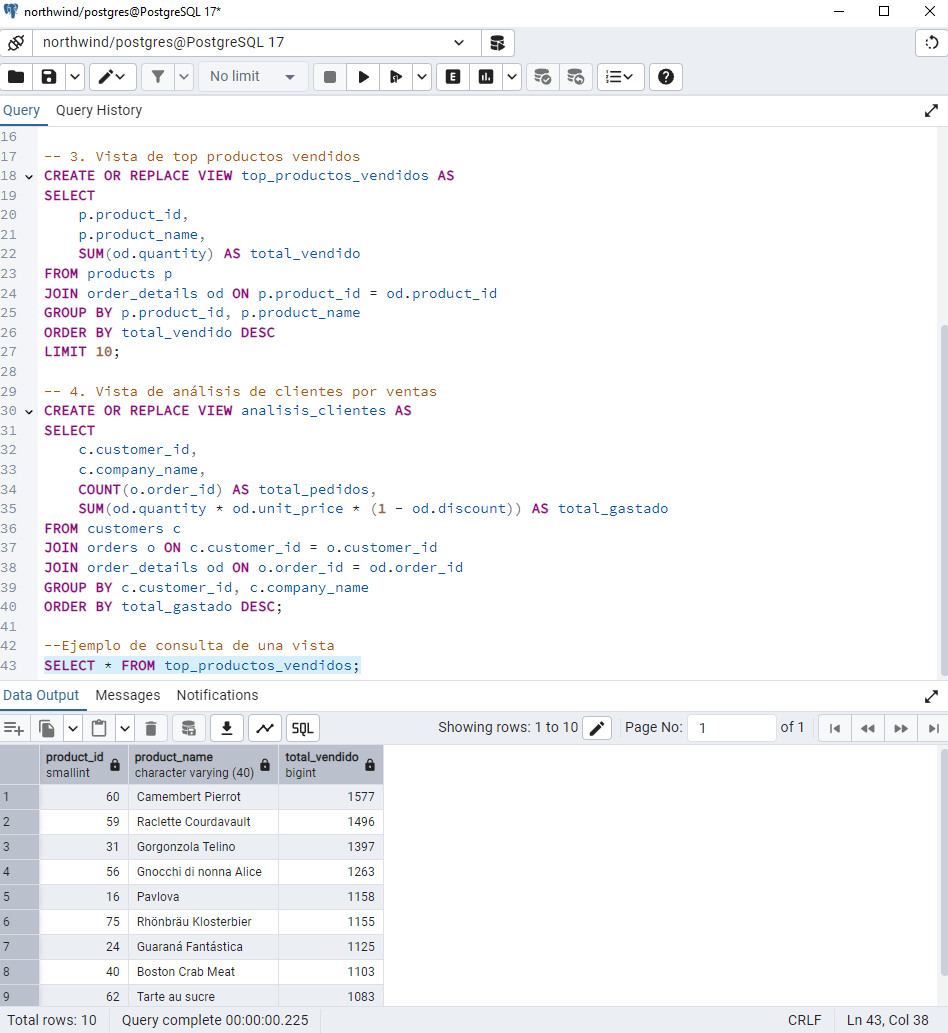 northwind/postgres@PostgreSQL 17*
northwind/postgres@PostgreSQL 17
No limit
E
Query Query History
16
17 -- 3. Vista de top productos vendidos
18 CREATE OR REPLACE VIEW top_productos_vendidos AS
19 SELECT
20 p.product_id,
21 p.product_name,
22 SUM(od.quantity) AS total_vendido
23 FROM products p
24 JOIN order_details od ON p.product_id = od.product_id
25 GROUP BY p.product_id, p.product_name
26 ORDER BY total_vendido DESC
27 LIMIT 10;
28
29 -- 4. Vista de análisis de clientes por ventas
30 CREATE OR REPLACE VIEW analisis_clientes AS
31 SELECT
32 c.customer_id,
33 c.company_name,
34 COUNT(o.order_id) AS total_pedidos,
35 SUM(od.quantity * od.unit_price * (1 - od.discount)) AS total_gastado
36 FROM customers c
37 JOIN orders o ON c.customer_id = o.customer_id
38 JOIN order_details od ON o.order_id = od.order_id
39 GROUP BY c.customer_id, c.company_name
40 ORDER BY total_gastado DESC;
41
42 --Ejemplo de consulta de una vista
43 SELECT * FROM top_productos_vendidos;
Data Output Messages Notifications
SQL Showing rows: 1 to 10 Page No: 1 of 1
product_id product_name total_vendido
smallint character varying (40) bigint
1 60 Camembert Pierrot 1577
2 59 Raclette Courdavault 1496
3 31 Gorgonzola Telino 1397
4 56 Gnocchi di nonna Alice 1263
5 16 Pavlova 1158
6 75 Rhönbräu Klosterbier 1155
7 24 Guaraná Fantástica 1125
8 40 Boston Crab Meat 1103
9 62 Tarte au sucre 1083
Total rows: 10 Query complete 00:00:00.225 CRLF Ln 43, Col 38